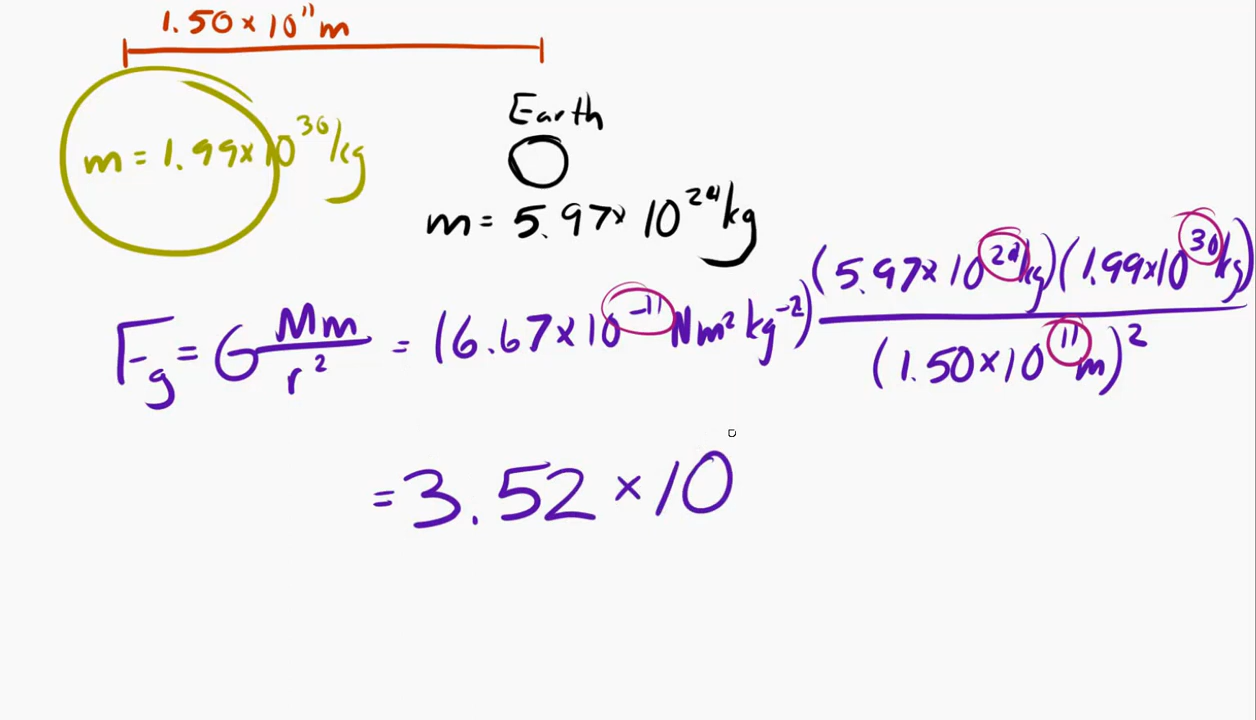 1.50 × 10¹¹ m
Earth
m = 1.99 × 10³⁰ kg
m = 5.97 × 10²⁴ kg
F_g = G Mm / r² = (6.67 × 10⁻¹¹ Nm² kg⁻²) (5.97 × 10²⁴ kg)(1.99 × 10³⁰ kg) / (1.50 × 10¹¹ m)²
= 3.52 × 10